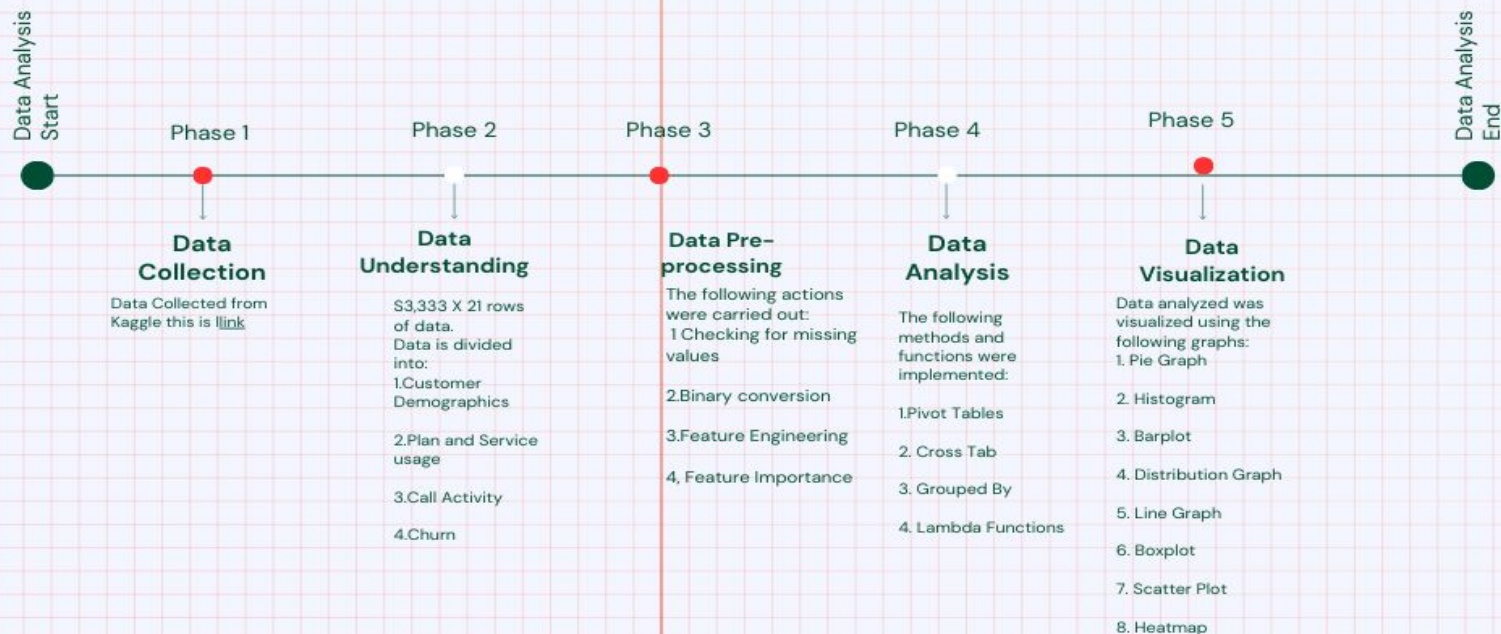 Data Analysis
Start
Phase 1
Data
Collection
Data Collected from
Kaggle this is llink
Phase 2
Data
Understanding
S3,333 X 21 rows
of data.
Data is divided
into:
1.Customer
Demographics
2.Plan and Service
usage
3.Call Activity
4.Churn
Phase 3
Data Pre-
processing
The following actions
were carried out:
1 Checking for missing
values
2.Binary conversion
3.Feature Engineering
4, Feature Importance
Phase 4
Data
Analysis
The following
methods and
functions were
implemented:
1.Pivot Tables
2. Cross Tab
3. Grouped By
4. Lambda Functions
Phase 5
Data
Visualization
Data analyzed was
visualized using the
following graphs:
1. Pie Graph
2. Histogram
3. Barplot
4. Distribution Graph
5. Line Graph
6. Boxplot
7. Scatter Plot
8. Heatmap
Data Analysis
End